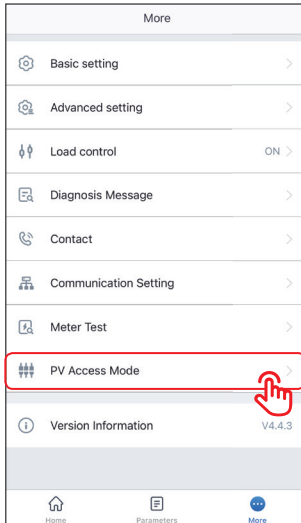 More
Basic setting
Advanced setting
Load control ON
Diagnosis Message
Contact
Communication Setting
Meter Test
PV Access Mode
Version Information V4.4.3
Home Parameters More